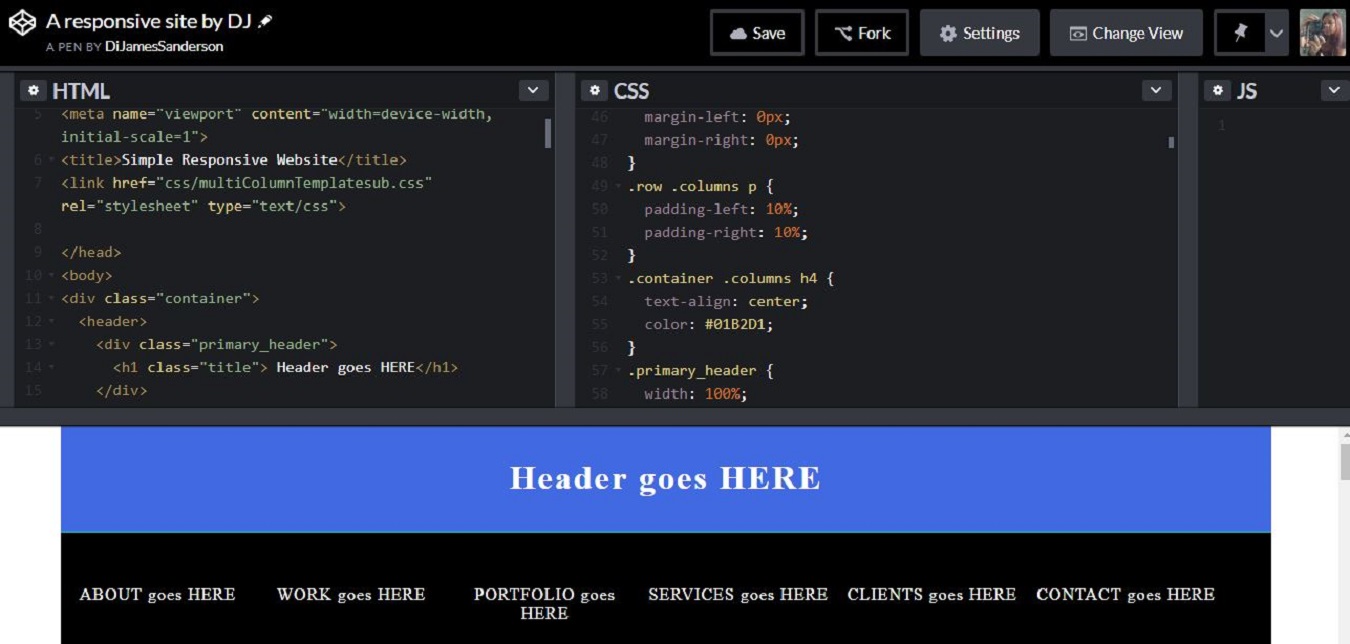 A responsive site by DJ
A PEN BY DiJamesSanderson
Save
Fork
Settings
Change View
HTML
5 <meta name="viewport" content="width=device-width,
initial-scale=1">
6 <title>Simple Responsive Website</title>
7 <link href="css/multiColumnTemplatesub.css"
rel="stylesheet" type="text/css">
8
9 </head>
10 <body>
11 <div class="container">
12 <header>
13 <div class="primary_header">
14 <h1 class="title"> Header goes HERE</h1>
15 </div>
CSS
46 margin-left: 0px;
47 margin-right: 0px;
48 }
49 .row .columns p {
50 padding-left: 10%;
51 padding-right: 10%;
52 }
53 .container .columns h4 {
54 text-align: center;
55 color: #01B2D1;
56 }
57 .primary_header {
58 width: 100%;
JS
1
Header goes HERE
ABOUT goes HERE
WORK goes HERE
PORTFOLIO goes
HERE
SERVICES goes HERE
CLIENTS goes HERE
CONTACT goes HERE